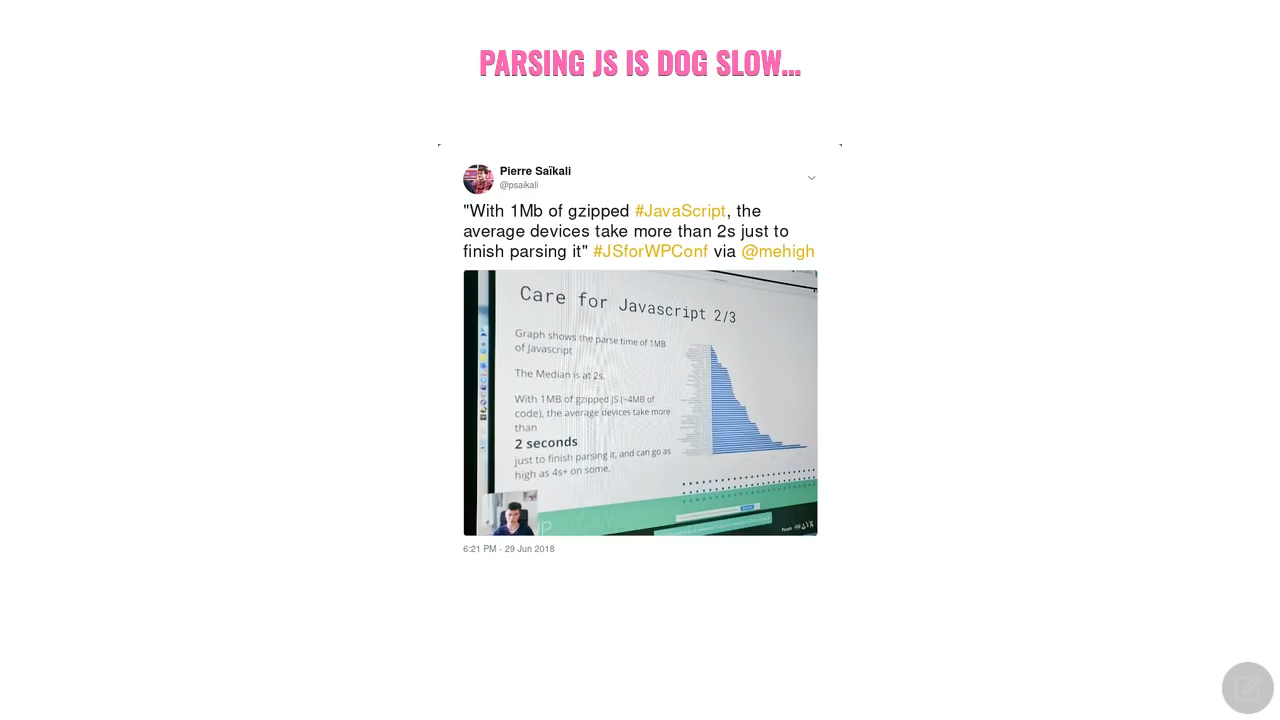 PARSING JS IS DOG SLOW...
Pierre Saïkali
@psaikali
"With 1Mb of gzipped #JavaScript, the
average devices take more than 2s just to
finish parsing it" #JSforWPConf via @mehigh
Care for Javascript 2/3
Graph shows the parse time of 1MB
of Javascript
The Median is at 2s.
With 1MB of gzipped JS (~4MB of
code), the average devices take more
than
2 seconds
just to finish parsing it, and can go as
high as 4s+ on some.
People
6:21 PM - 29 Jun 2018